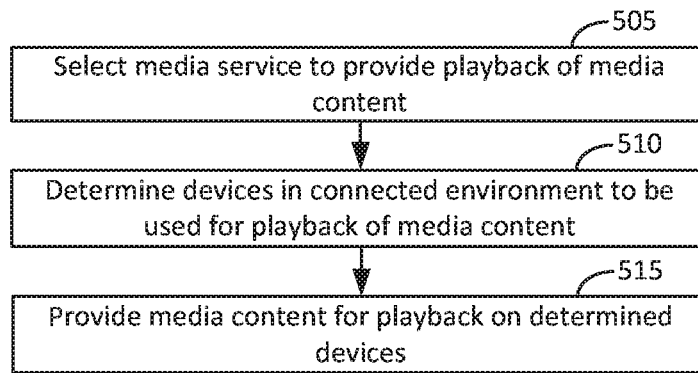 505
Select media service to provide playback of media
content
510
Determine devices in connected environment to be
used for playback of media content
515
Provide media content for playback on determined
devices